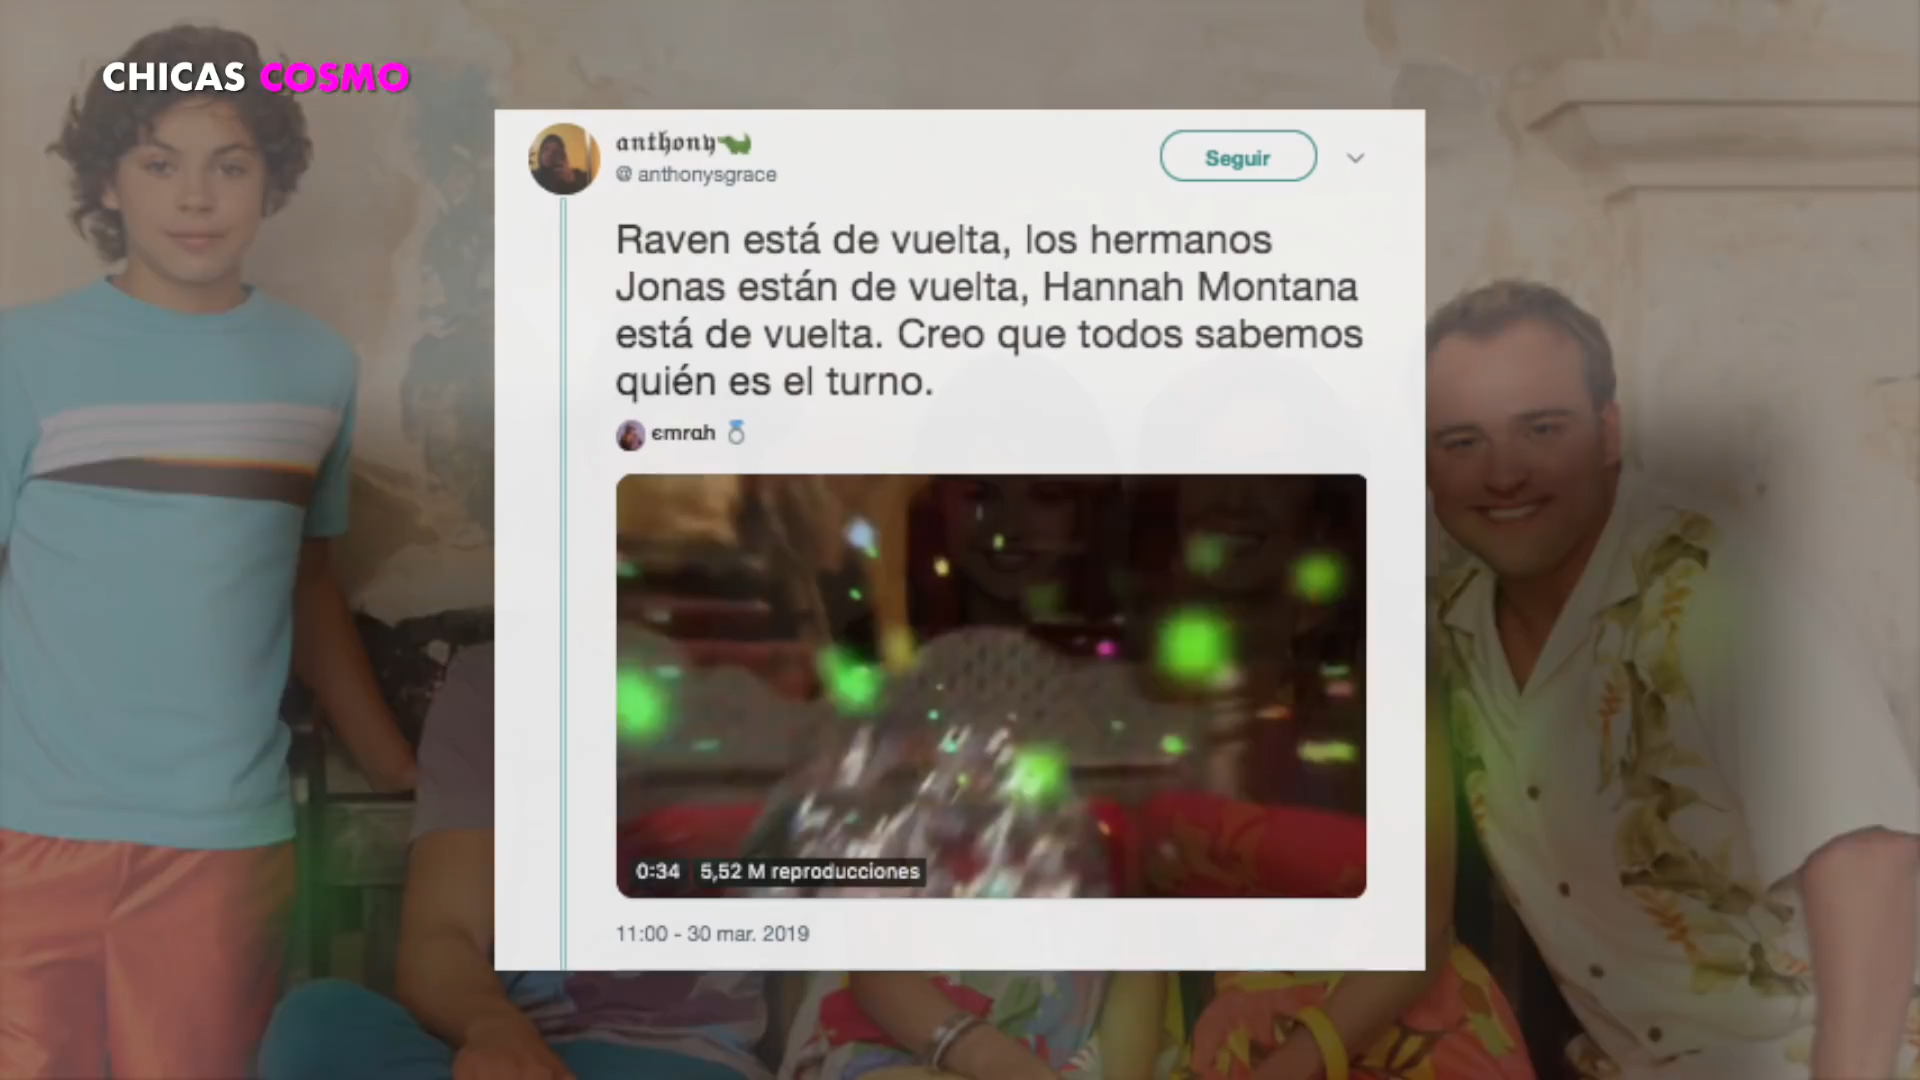 CHICAS COSMO
anthony
@ anthonysgrace
Seguir
Raven está de vuelta, los hermanos
Jonas están de vuelta, Hannah Montana
está de vuelta. Creo que todos sabemos
quién es el turno.
emrah
0:34 5,52 M reproducciones
11:00 - 30 mar. 2019